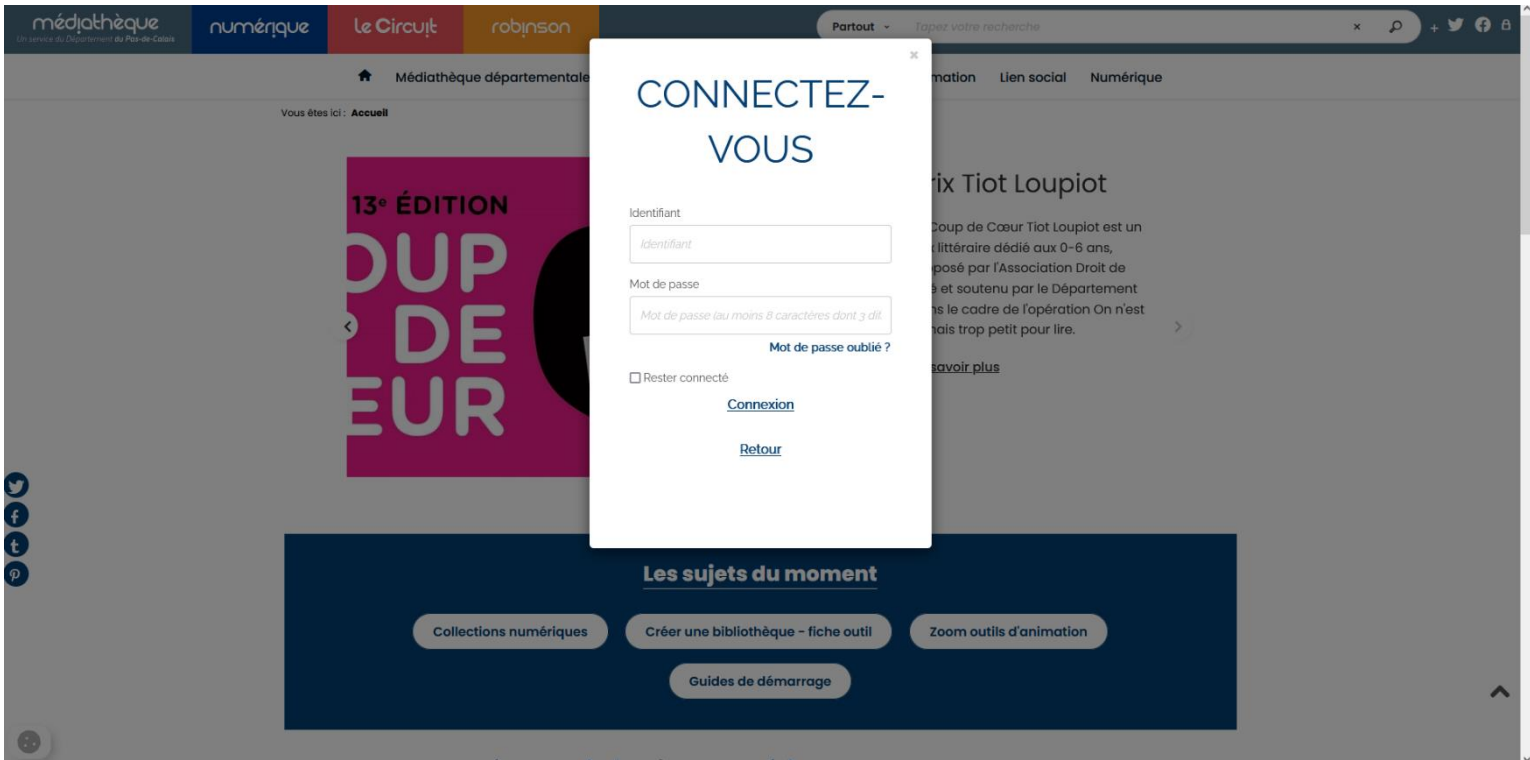 médiathèque
Un service du Département du Pas-de-Calais
numérique
le Circuit
robinson
Partout
Tapez votre recherche
Médiathèque départementale
mation
Lien social
Numérique
Vous êtes ici : Accueil
CONNECTEZ-
VOUS
Identifiant
Identifiant
Mot de passe
Mot de passe (au moins 8 caractères dont 3 dif
Mot de passe oublié ?
Rester connecté
Connexion
Retour
13e ÉDITION
OUP
DE
EUR
rix Tiot Loupiot
Coup de Cœur Tiot Loupiot est un
littéraire dédié aux 0-6 ans,
posé par l'Association Droit de
é et soutenu par le Département
ns le cadre de l'opération On n'est
mais trop petit pour lire.
savoir plus
Les sujets du moment
Collections numériques
Créer une bibliothèque - fiche outil
Zoom outils d'animation
Guides de démarrage